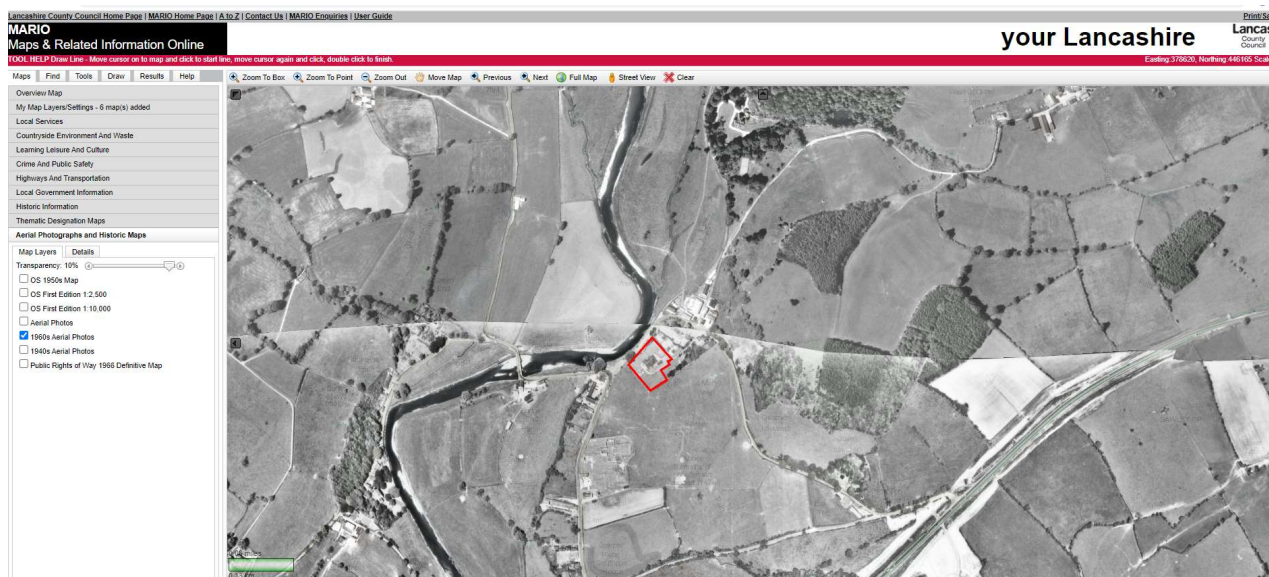 Lancashire County Council Home Page | MARIO Home Page | A to Z | Contact Us | MARIO Enquiries | User Guide
MARIO
Maps & Related Information Online
your Lancashire
County
Council
TOOL HELP Draw Line - Move cursor on to map and click to start line, move cursor again and click, double click to finish.
Easting:378620, Northing:446165
Maps Find Tools Draw Results Help
Zoom To Box Zoom To Point Zoom Out Move Map Previous Next Full Map Street View Clear
Overview Map
My Map Layers/Settings - 6 map(s) added
Local Services
Countryside Environment And Waste
Learning Leisure And Culture
Crime And Public Safety
Highways And Transportation
Local Government Information
Historic Information
Thematic Designation Maps
Aerial Photographs and Historic Maps
Map Layers Details
Transparency: 10%
OS 1950s Map
OS First Edition 1:2,500
OS First Edition 1:10,000
Aerial Photos
1960s Aerial Photos
1940s Aerial Photos
Public Rights of Way 1966 Definitive Map